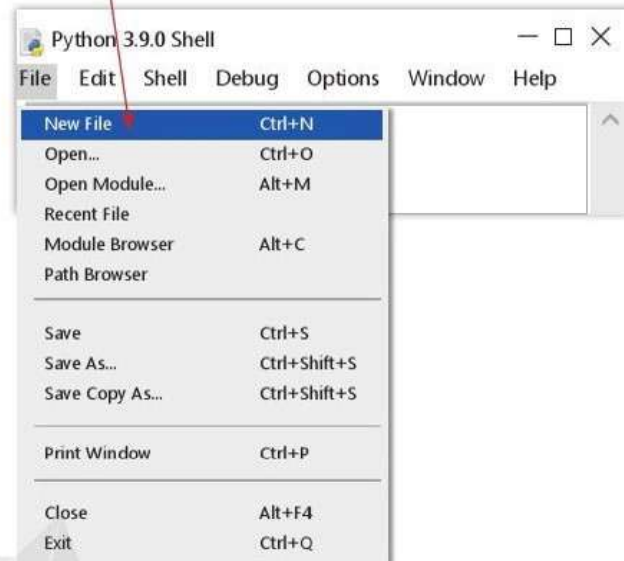 Python 3.9.0 Shell
File Edit Shell Debug Options Window Help
New File Ctrl+N
Open... Ctrl+O
Open Module... Alt+M
Recent File
Module Browser Alt+C
Path Browser
Save Ctrl+S
Save As... Ctrl+Shift+S
Save Copy As... Ctrl+Shift+S
Print Window Ctrl+P
Close Alt+F4
Exit Ctrl+Q